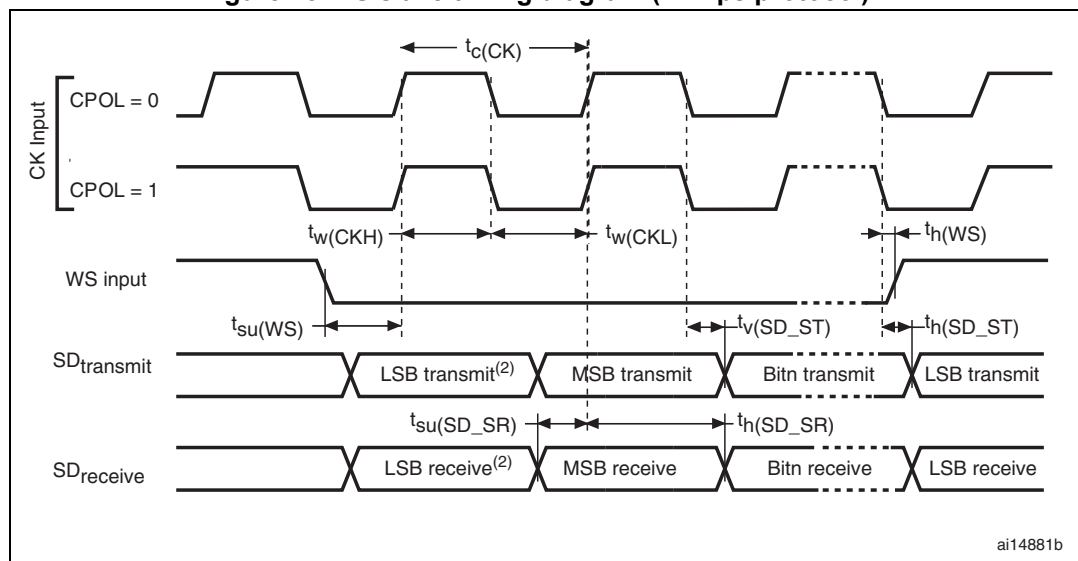 tc(CK)
CK Input
CPOL = 0
CPOL = 1
tw(CKH)
tw(CKL)
th(WS)
WS input
tsu(WS)
tv(SD_ST)
th(SD_ST)
SDtransmit
LSB transmit(2)
MSB transmit
Bitn transmit
LSB transmit
tsu(SD_SR)
th(SD_SR)
SDreceive
LSB receive(2)
MSB receive
Bitn receive
LSB receive
ai14881b